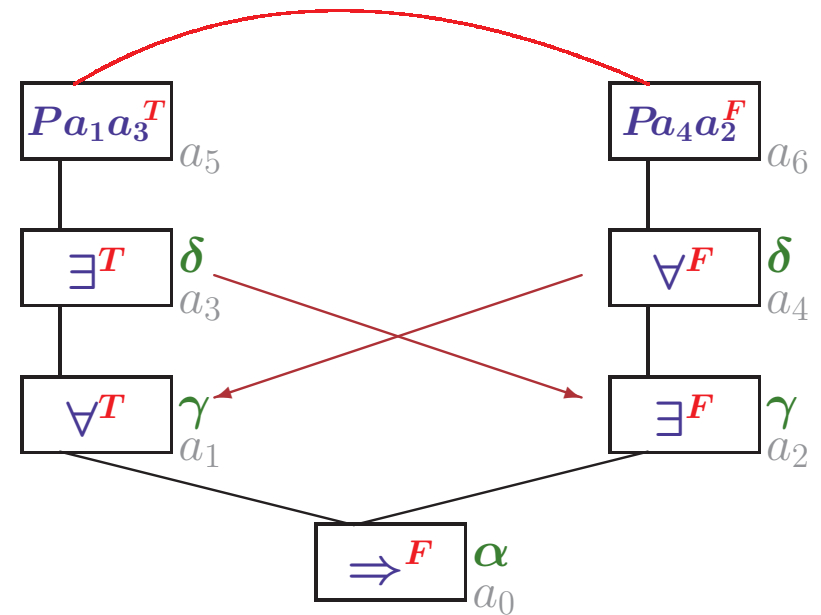 Pa₁a₃ᵀ a₅
Pa₄a₂ꟳ a₆
∃ᵀ δ a₃
∀ꟳ δ a₄
∀ᵀ γ a₁
∃ꟳ γ a₂
⇒ꟳ α a₀